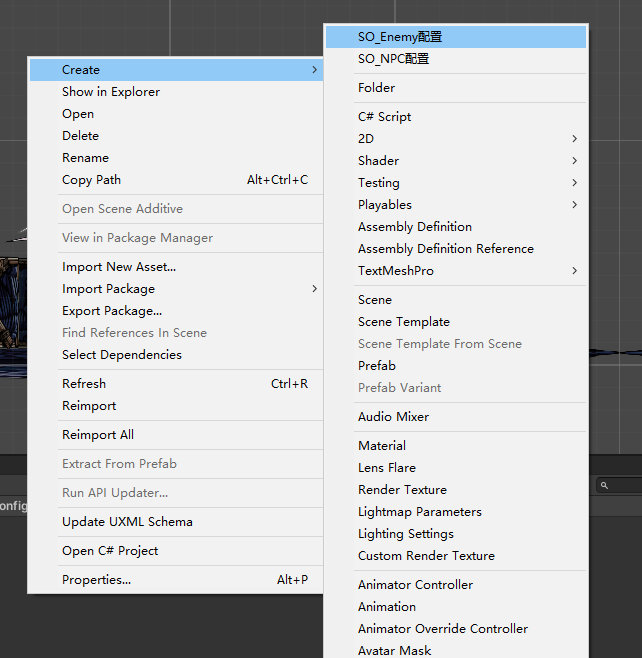 Create
Show in Explorer
Open
Delete
Rename
Copy Path Alt+Ctrl+C
Open Scene Additive
View in Package Manager
Import New Asset...
Import Package
Export Package...
Find References In Scene
Select Dependencies
Refresh Ctrl+R
Reimport
Reimport All
Extract From Prefab
Run API Updater...
Update UXML Schema
Open C# Project
Properties... Alt+P
SO_Enemy配置
SO_NPC配置
Folder
C# Script
2D
Shader
Testing
Playables
Assembly Definition
Assembly Definition Reference
TextMeshPro
Scene
Scene Template
Scene Template From Scene
Prefab
Prefab Variant
Audio Mixer
Material
Lens Flare
Render Texture
Lightmap Parameters
Lighting Settings
Custom Render Texture
Animator Controller
Animation
Animator Override Controller
Avatar Mask
onfig